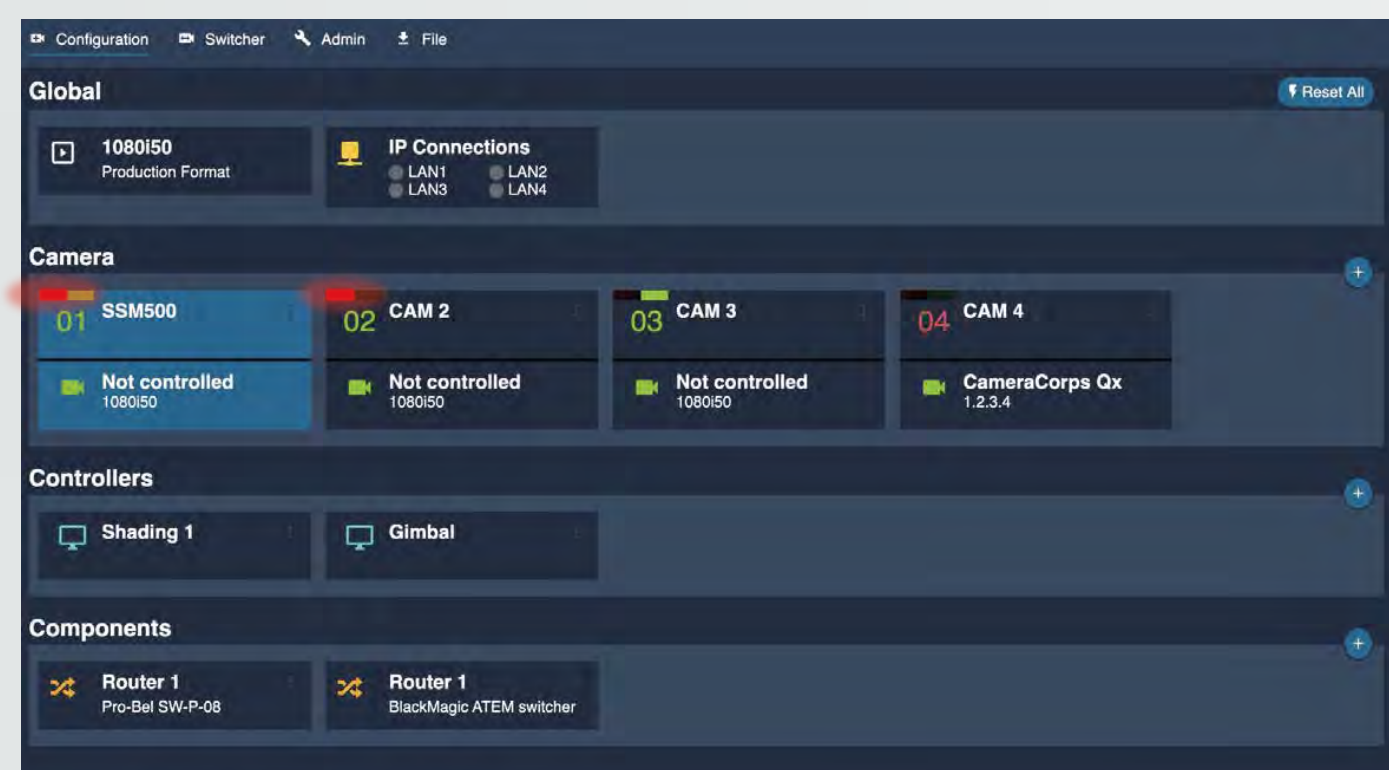 Configuration Switcher Admin File
Global
Reset All
1080i50
Production Format
IP Connections
LAN1 LAN2
LAN3 LAN4
Camera
+
01 SSM500
02 CAM 2
03 CAM 3
04 CAM 4
Not controlled
1080i50
Not controlled
1080i50
Not controlled
1080i50
CameraCorps Qx
1.2.3.4
Controllers
+
Shading 1
Gimbal
Components
+
Router 1
Pro-Bel SW-P-08
Router 1
BlackMagic ATEM switcher